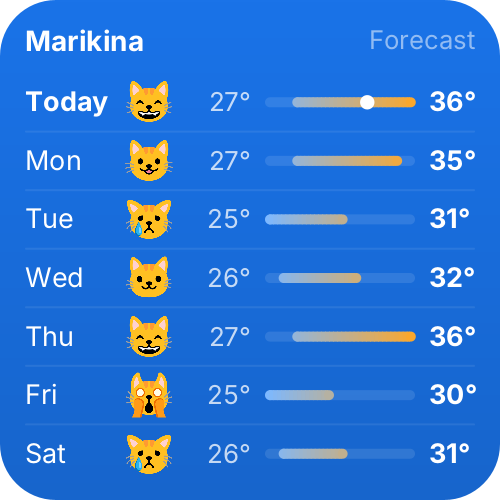 Marikina Forecast
Today 27° 36°
Mon 27° 35°
Tue 25° 31°
Wed 26° 32°
Thu 27° 36°
Fri 25° 30°
Sat 26° 31°